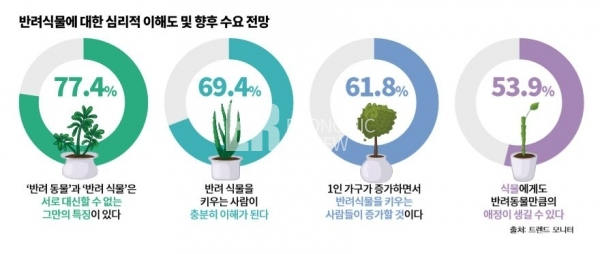 반려식물에 대한 심리적 이해도 및 향후 수요 전망
77.4%
69.4%
61.8%
53.9%
'반려 동물'과 '반려 식물'은
서로 대신할 수 없는
그만의 특징이 있다
반려 식물을
키우는 사람이
충분히 이해가 된다
1인 가구가 증가하면서
반려식물을 키우는
사람들이 증가할 것이다
식물에게도
반려동물만큼의
애정이 생길 수 있다
출처: 트렌드 모니터